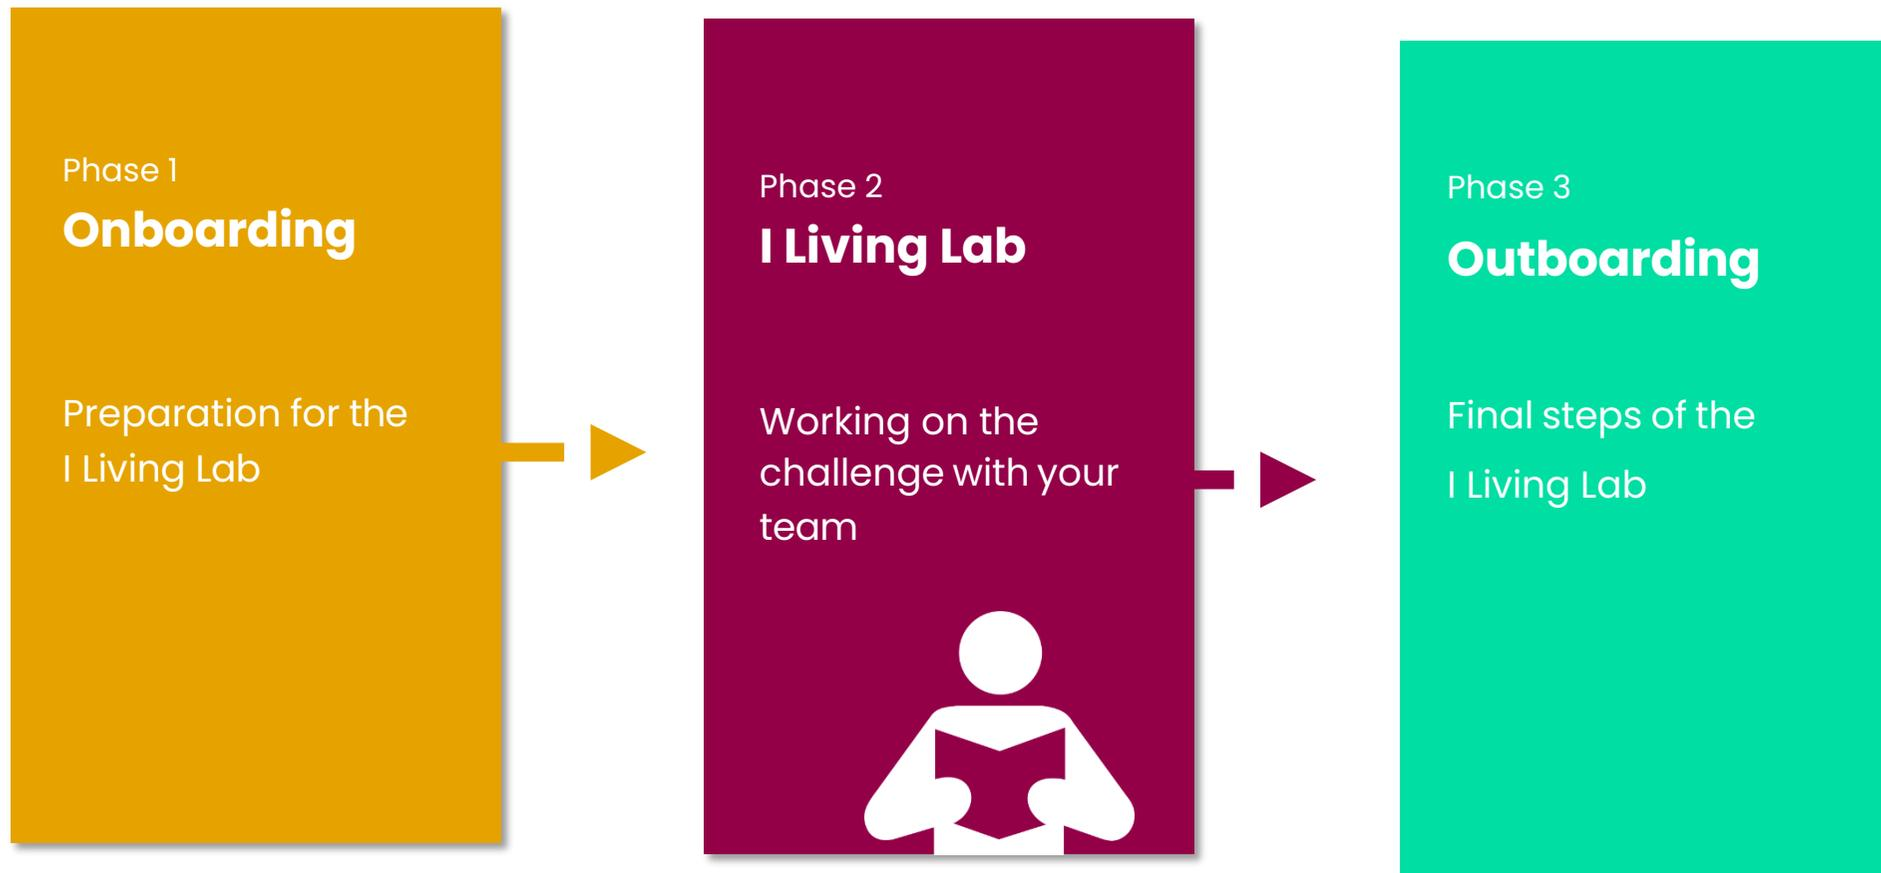 Phase 1
Onboarding
Preparation for the
I Living Lab
Phase 2
I Living Lab
Working on the
challenge with your
team
Phase 3
Outboarding
Final steps of the
I Living Lab